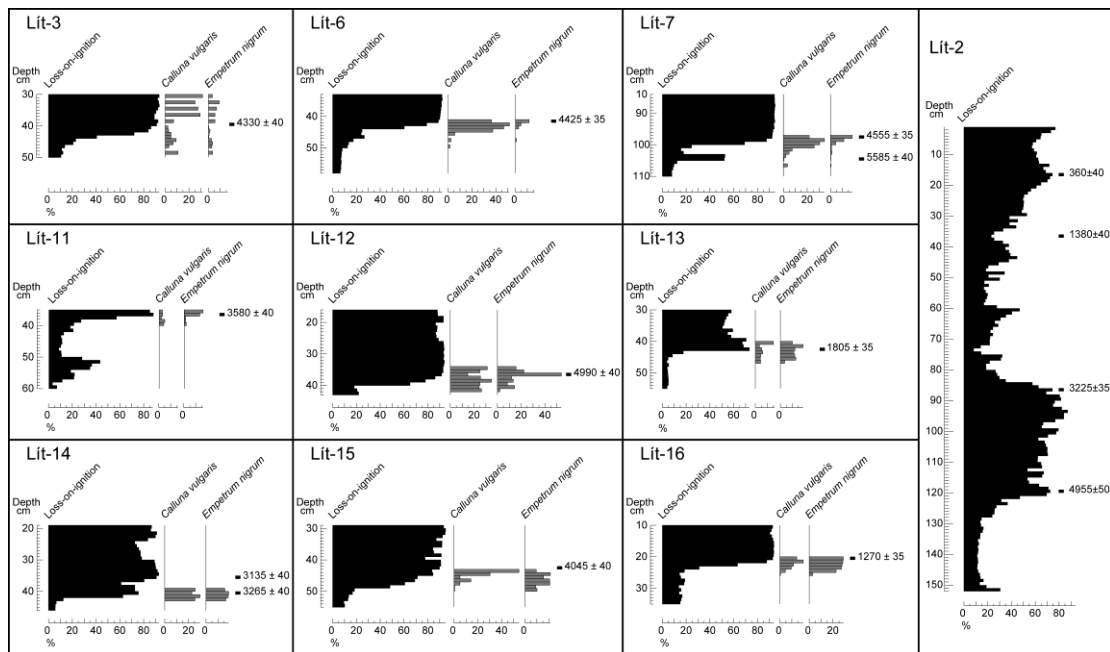 Lít-3
Loss-on-ignition
Calluna vulgaris
Empetrum nigrum
Depth
cm
30
40
50
4330 ± 40
0 20 40 60 80 0 20 0
%
Lít-6
Loss-on-ignition
Calluna vulgaris
Empetrum nigrum
Depth
cm
40
50
4425 ± 35
0 20 40 60 80 0 20 40 0
%
Lít-7
Loss-on-ignition
Calluna vulgaris
Empetrum nigrum
Depth
cm
10
90
100
110
4555 ± 35
5585 ± 40
0 20 40 60 80 0 20 0
%
Lít-2
Loss-on-ignition
Depth
cm
10
20
30
40
50
60
70
80
90
100
110
120
130
140
150
360±40
1380±40
3225±35
4955±50
0 20 40 60 80
%
Lít-11
Loss-on-ignition
Calluna vulgaris
Empetrum nigrum
Depth
cm
40
50
60
3580 ± 40
0 20 40 60 80 0 0
%
Lít-12
Loss-on-ignition
Calluna vulgaris
Empetrum nigrum
Depth
cm
20
30
40
4990 ± 40
0 20 40 60 80 0 20 0 20 40
%
Lít-13
Loss-on-ignition
Calluna vulgaris
Empetrum nigrum
Depth
cm
30
40
50
1805 ± 35
0 20 40 60 0 0
%
Lít-14
Loss-on-ignition
Calluna vulgaris
Empetrum nigrum
Depth
cm
20
30
40
3135 ± 40
3265 ± 40
0 20 40 60 80 0 20 0
%
Lít-15
Loss-on-ignition
Calluna vulgaris
Empetrum nigrum
Depth
cm
30
40
50
4045 ± 40
0 20 40 60 80 0 20 40 0
%
Lít-16
Loss-on-ignition
Calluna vulgaris
Empetrum nigrum
Depth
cm
10
20
30
1270 ± 35
0 20 40 60 80 0 0 20
%